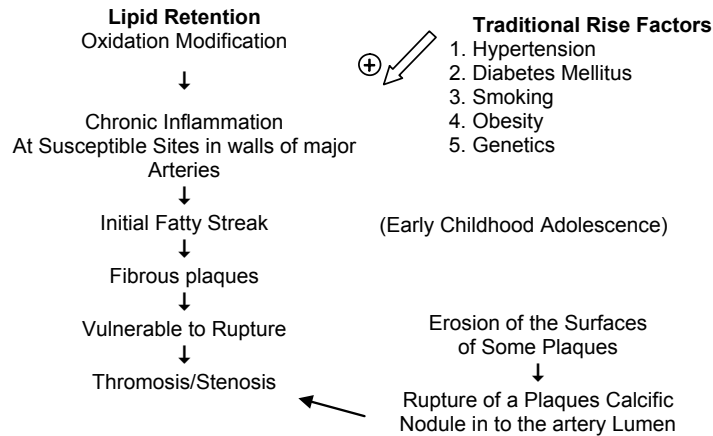 Lipid Retention
Oxidation Modification
Chronic Inflammation
At Susceptible Sites in walls of major
Arteries
Initial Fatty Streak
Fibrous plaques
Vulnerable to Rupture
Thromosis/Stenosis
+
Traditional Rise Factors
1. Hypertension
2. Diabetes Mellitus
3. Smoking
4. Obesity
5. Genetics
(Early Childhood Adolescence)
Erosion of the Surfaces
of Some Plaques
Rupture of a Plaques Calcific
Nodule in to the artery Lumen